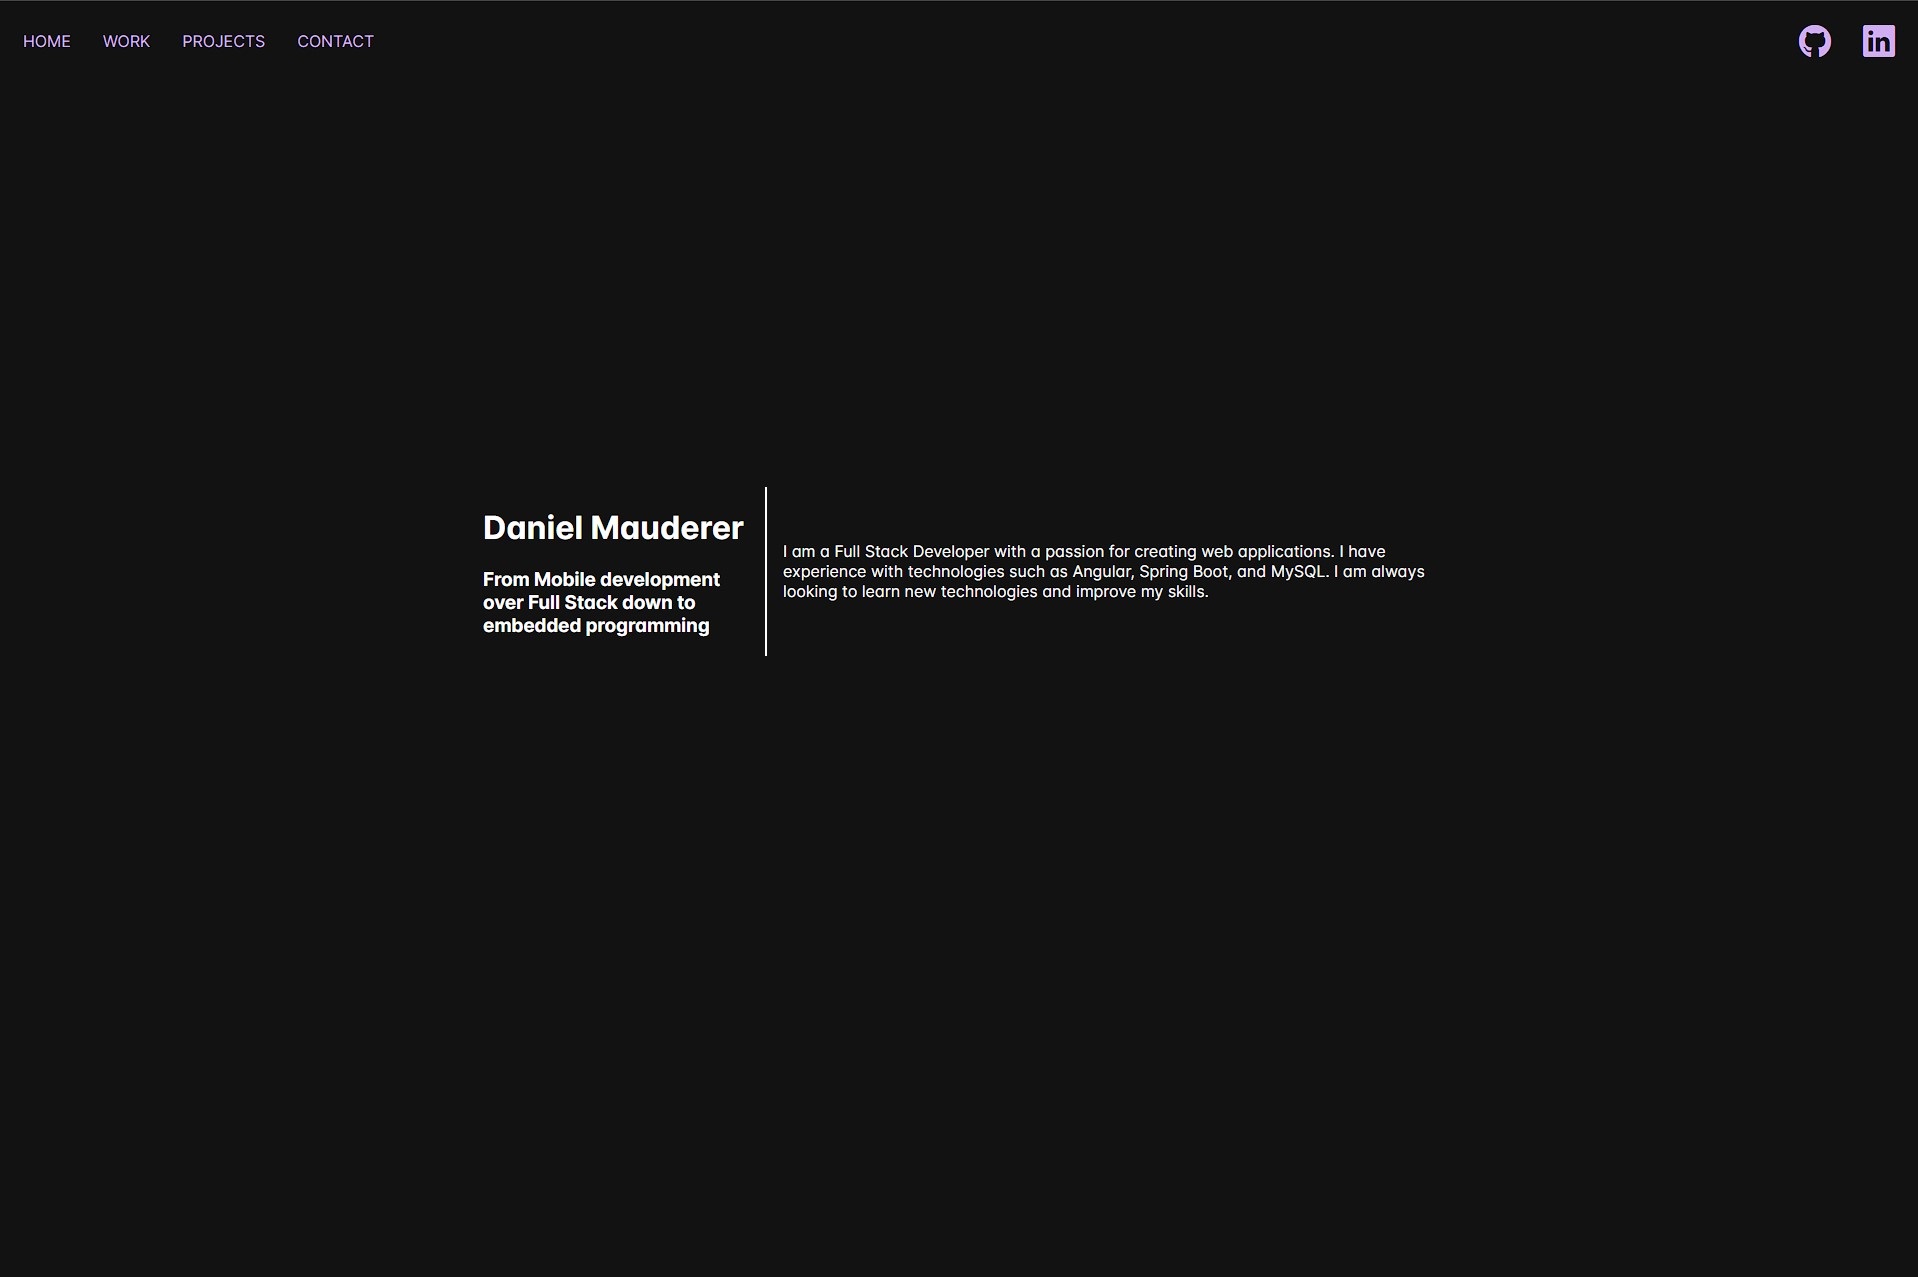 HOME WORK PROJECTS CONTACT
in
Daniel Mauderer
From Mobile development
over Full Stack down to
embedded programming
I am a Full Stack Developer with a passion for creating web applications. I have
experience with technologies such as Angular, Spring Boot, and MySQL. I am always
looking to learn new technologies and improve my skills.